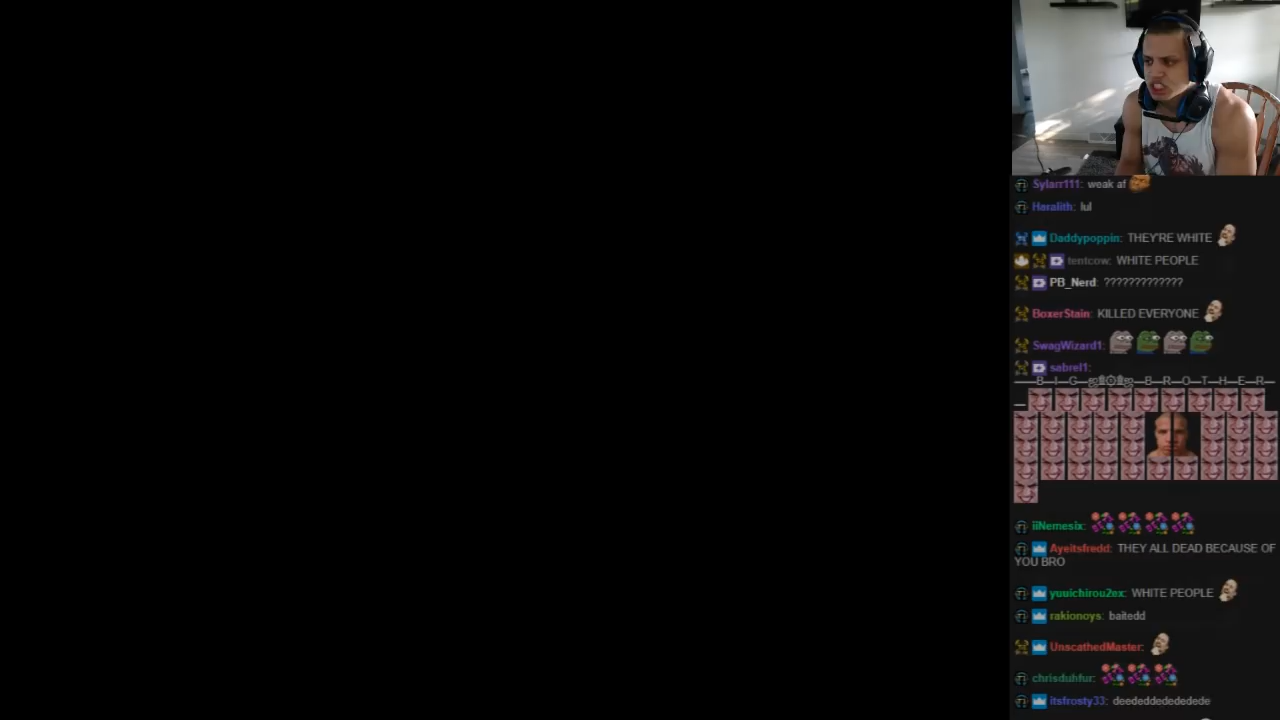 Sylarr111: weak af
Heralith: lul
Daddypoppin: THEY'RE WHITE
tentcow: WHITE PEOPLE
PB_Nerd: ?????????????
BoxerStain: KILLED EVERYONE
SwagWizard1:
sabrel1:
B—I—G B—R—O—T—H—E—R—
—
iiNemesix:
Ayeitsfredd: THEY ALL DEAD BECAUSE OF
YOU BRO
yuuichirou2ex: WHITE PEOPLE
rakionoys: baitedd
UnscathedMaster:
chrisduhfur:
itsfrosty33: deededdedededede